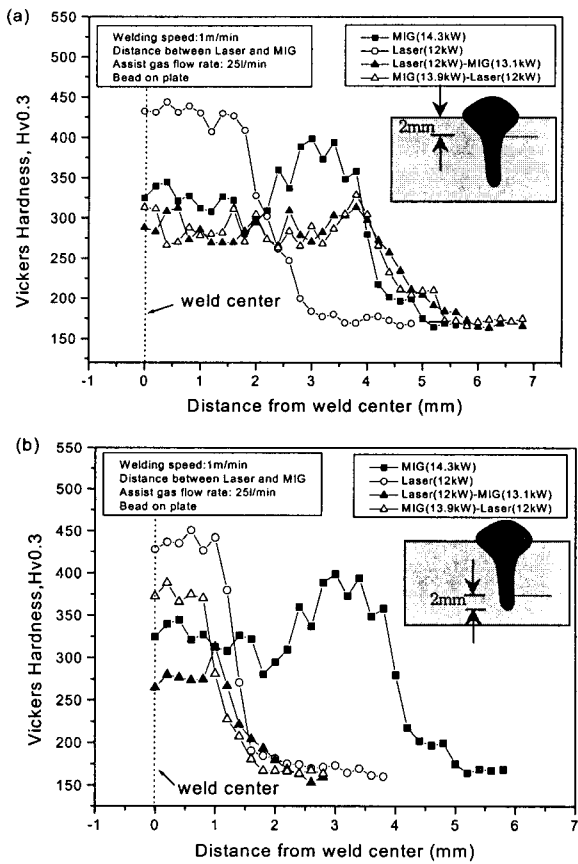 (a)
550
500
450
400
350
300
250
200
150
Vickers Hardness, Hv0.3
Welding speed:1m/min
Distance between Laser and MIG
Assist gas flow rate: 25l/min
Bead on plate
MIG(14.3kW)
Laser(12kW)
Laser(12kW)-MIG(13.1kW)
MIG(13.9kW)-Laser(12kW)
2mm
weld center
-1 0 1 2 3 4 5 6 7
Distance from weld center (mm)
(b)
550
500
450
400
350
300
250
200
150
Vickers Hardness,Hv0.3
Welding speed:1m/min
Distance between Laser and MIG
Assist gas flow rate: 25l/min
Bead on plate
MIG(14.3kW)
Laser(12kW)
Laser(12kW)-MIG(13.1kW)
MIG(13.9kW)-Laser(12kW)
2mm
weld center
-1 0 1 2 3 4 5 6 7
Distance from weld center (mm)